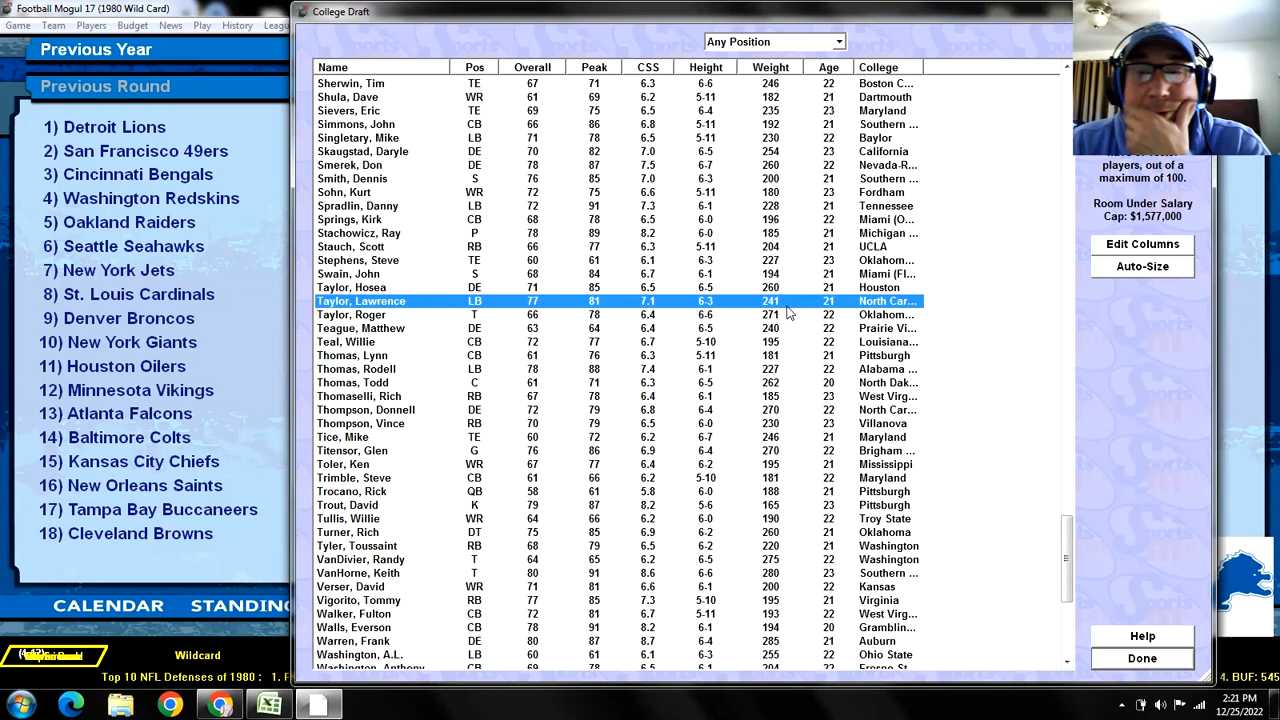 Football Mogul 17 (1980 Wild Card)
Game Team Players Budget News Play History Leagu
Previous Year
Previous Round
1) Detroit Lions
2) San Francisco 49ers
3) Cincinnati Bengals
4) Washington Redskins
5) Oakland Raiders
6) Seattle Seahawks
7) New York Jets
8) St. Louis Cardinals
9) Denver Broncos
10) New York Giants
11) Houston Oilers
12) Minnesota Vikings
13) Atlanta Falcons
14) Baltimore Colts
15) Kansas City Chiefs
16) New Orleans Saints
17) Tampa Bay Buccaneers
18) Cleveland Browns
CALENDAR STANDING
Wildcard
Top 10 NFL Defenses of 1980 : 1. F
College Draft
Any Position
Name Pos Overall Peak CSS Height Weight Age College
Sherwin, Tim TE 67 71 6.3 6-6 246 22 Boston C...
Shula, Dave WR 61 69 6.2 5-11 182 21 Dartmouth
Sievers, Eric TE 69 75 6.5 6-4 235 23 Maryland
Simmons, John CB 66 86 6.8 5-11 192 21 Southern ...
Singletary, Mike LB 71 78 6.5 5-11 230 22 Baylor
Skaugstad, Daryle DE 70 82 7.0 6-5 254 23 California
Smerek, Don DE 78 87 7.5 6-7 260 22 Nevada-R...
Smith, Dennis S 76 85 7.0 6-3 200 21 Southern ...
Sohn, Kurt WR 72 75 6.6 5-11 180 23 Fordham
Spradlin, Danny LB 72 91 7.3 6-1 228 21 Tennessee
Springs, Kirk CB 68 78 6.5 6-0 196 22 Miami (O...
Stachowicz, Ray P 78 89 8.2 6-0 185 21 Michigan ...
Stauch, Scott RB 66 77 6.3 5-11 204 21 UCLA
Stephens, Steve TE 60 61 6.1 6-3 227 23 Oklahom...
Swain, John S 68 84 6.7 6-1 194 21 Miami (Fl...
Taylor, Hosea DE 71 85 6.5 6-5 260 21 Houston
Taylor, Lawrence LB 77 81 7.1 6-3 241 21 North Car...
Taylor, Roger T 66 78 6.4 6-6 271 22 Oklahom...
Teague, Matthew DE 63 64 6.4 6-5 240 22 Prairie Vi...
Teal, Willie CB 72 77 6.7 5-10 195 22 Louisiana...
Thomas, Lynn CB 61 76 6.3 5-11 181 21 Pittsburgh
Thomas, Rodell LB 78 88 7.4 6-1 227 22 Alabama ...
Thomas, Todd C 61 71 6.3 6-5 262 20 North Dak...
Thomaselli, Rich RB 67 78 6.4 6-1 185 23 West Virg...
Thompson, Donnell DE 72 79 6.8 6-4 270 22 North Car...
Thompson, Vince RB 70 79 6.5 6-0 230 23 Villanova
Tice, Mike TE 60 72 6.2 6-7 246 21 Maryland
Titensor, Glen G 76 86 6.9 6-4 270 22 Brigham ...
Toler, Ken WR 67 77 6.4 6-2 195 21 Mississippi
Trimble, Steve CB 61 76 6.2 5-10 181 22 Maryland
Trocano, Rick QB 58 61 5.8 6-0 188 21 Pittsburgh
Trout, David K 79 87 8.2 5-6 165 23 Pittsburgh
Tullis, Willie WR 64 66 6.2 6-0 190 22 Troy State
Turner, Rich DT 75 85 6.9 6-2 260 21 Oklahoma
Tyler, Toussaint RB 68 79 6.5 6-2 220 21 Washington
VanDivier, Randy T 64 65 6.2 6-5 275 22 Washington
VanHorne, Keith T 80 91 8.6 6-6 280 23 Southern ...
Verser, David WR 71 81 6.6 6-1 200 22 Kansas
Vigorito, Tommy RB 77 85 7.3 5-10 195 21 Virginia
Walker, Fulton CB 72 81 6.7 5-11 193 22 West Virg...
Walls, Everson CB 78 91 8.2 6-1 194 20 Gramblin...
Warren, Frank DE 80 87 8.7 6-4 285 21 Auburn
Washington, A.L. LB 60 61 6.3 6-3 255 22 Ohio State
Washington, Anthony CB 69 78 6.5 6-1 204 22 Fresno St...
players, out of a
maximum of 100.
Room Under Salary
Cap: $1,577,000
Edit Columns
Auto-Size
Help
Done
4. BUF: 545
2:21 PM
12/25/2022